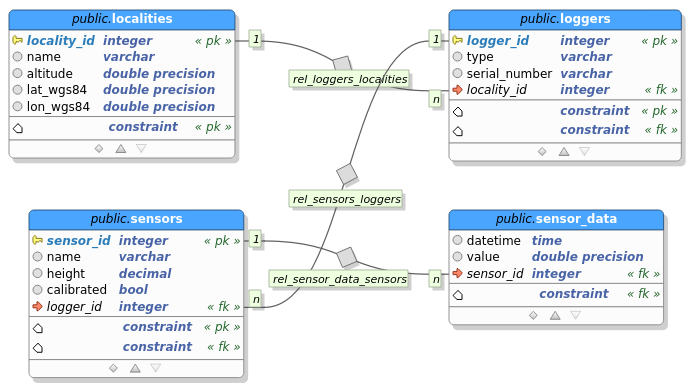 public.localities
locality_id integer « pk »
name varchar
altitude double precision
lat_wgs84 double precision
lon_wgs84 double precision
constraint « pk »
1
rel_loggers_localities
1
n
public.loggers
logger_id integer « pk »
type varchar
serial_number varchar
locality_id integer « fk »
constraint « pk »
constraint « fk »
rel_sensors_loggers
public.sensors
sensor_id integer « pk »
name varchar
height decimal
calibrated bool
logger_id integer « fk »
constraint « pk »
constraint « fk »
1
n
rel_sensor_data_sensors
n
public.sensor_data
datetime time
value double precision
sensor_id integer « fk »
constraint « fk »